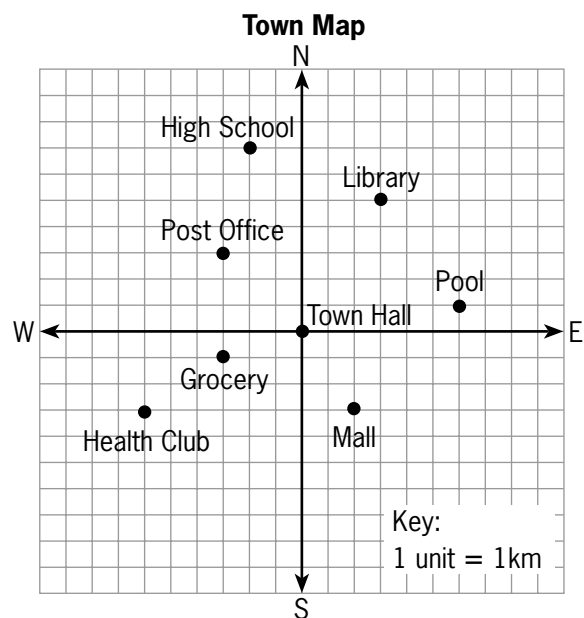 Town Map
N
High School
Library
Post Office
Pool
Town Hall
W
E
Grocery
Health Club
Mall
Key:
1 unit = 1km
S